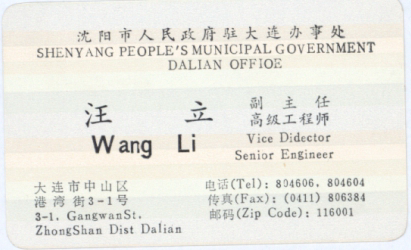 沈阳市人民政府驻大连办事处
SHENYANG PEOPLE'S MUNICIPAL GOVERNMENT
DALIAN OFFIOE
汪 立
副 主 任
高级工程师
Wang Li
Vice Didector
Senior Engineer
大连市中山区
港湾街3-1号
3-1. GangwanSt.
ZhongShan Dist Dalian
电话(Tel): 804606. 804604
传真(Fax): (0411) 806384
邮码(Zip Code): 116001